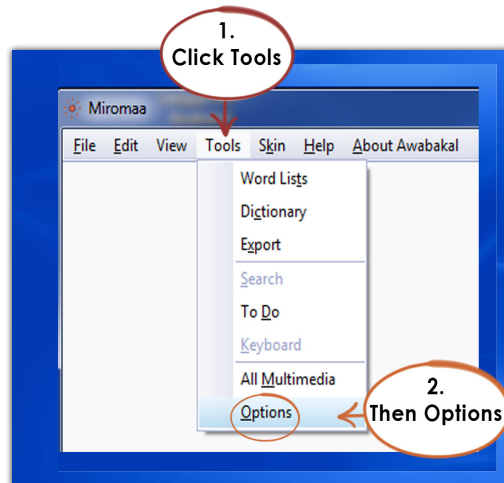 1.
Click Tools
Miromaa
File Edit View Tools Skin Help About Awabakal
Word Lists
Dictionary
Export
Search
To Do
Keyboard
All Multimedia
Options
2.
Then Options